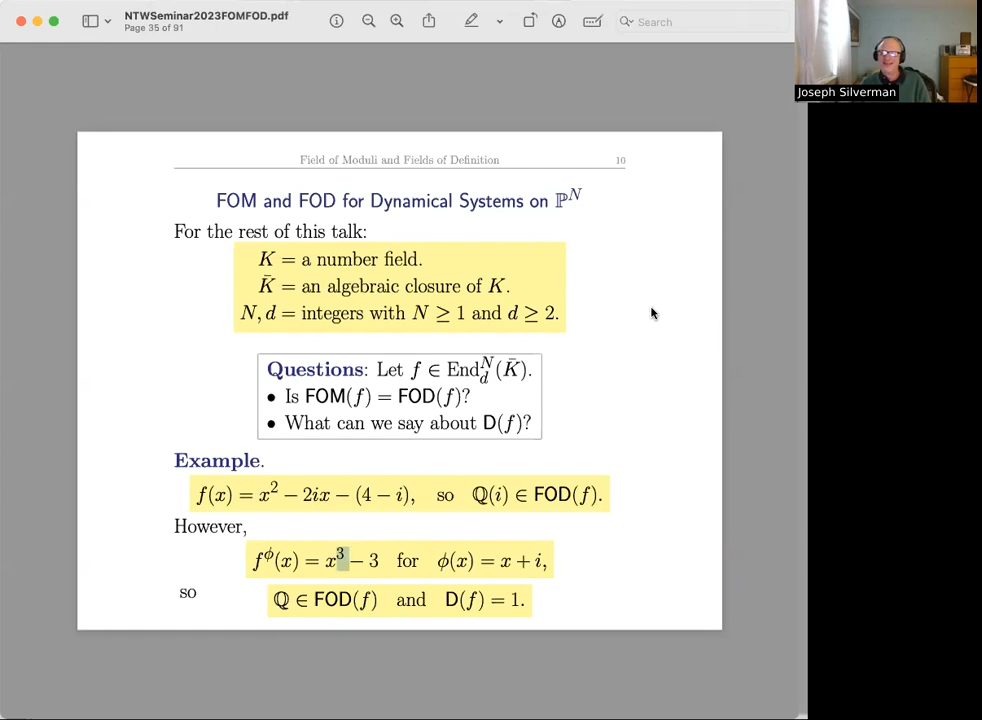 NTWSeminar2023FOMFOD.pdf
Page 35 of 91
Search
Joseph Silverman
Field of Moduli and Fields of Definition 10
FOM and FOD for Dynamical Systems on ℙ^N
For the rest of this talk:
K = a number field.
K̄ = an algebraic closure of K.
N, d = integers with N ≥ 1 and d ≥ 2.
Questions: Let f ∈ End_d^N(K̄).
• Is FOM(f) = FOD(f)?
• What can we say about D(f)?
Example.
f(x) = x² − 2ix − (4 − i), so ℚ(i) ∈ FOD(f).
However,
f^ϕ(x) = x³ − 3 for ϕ(x) = x + i,
so
ℚ ∈ FOD(f) and D(f) = 1.